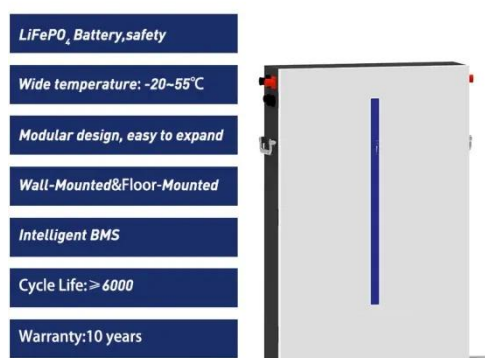 LiFePO₄ Battery,safety
Wide temperature: -20~55℃
Modular design, easy to expand
Wall-Mounted&Floor-Mounted
Intelligent BMS
Cycle Life:≥6000
Warranty:10 years